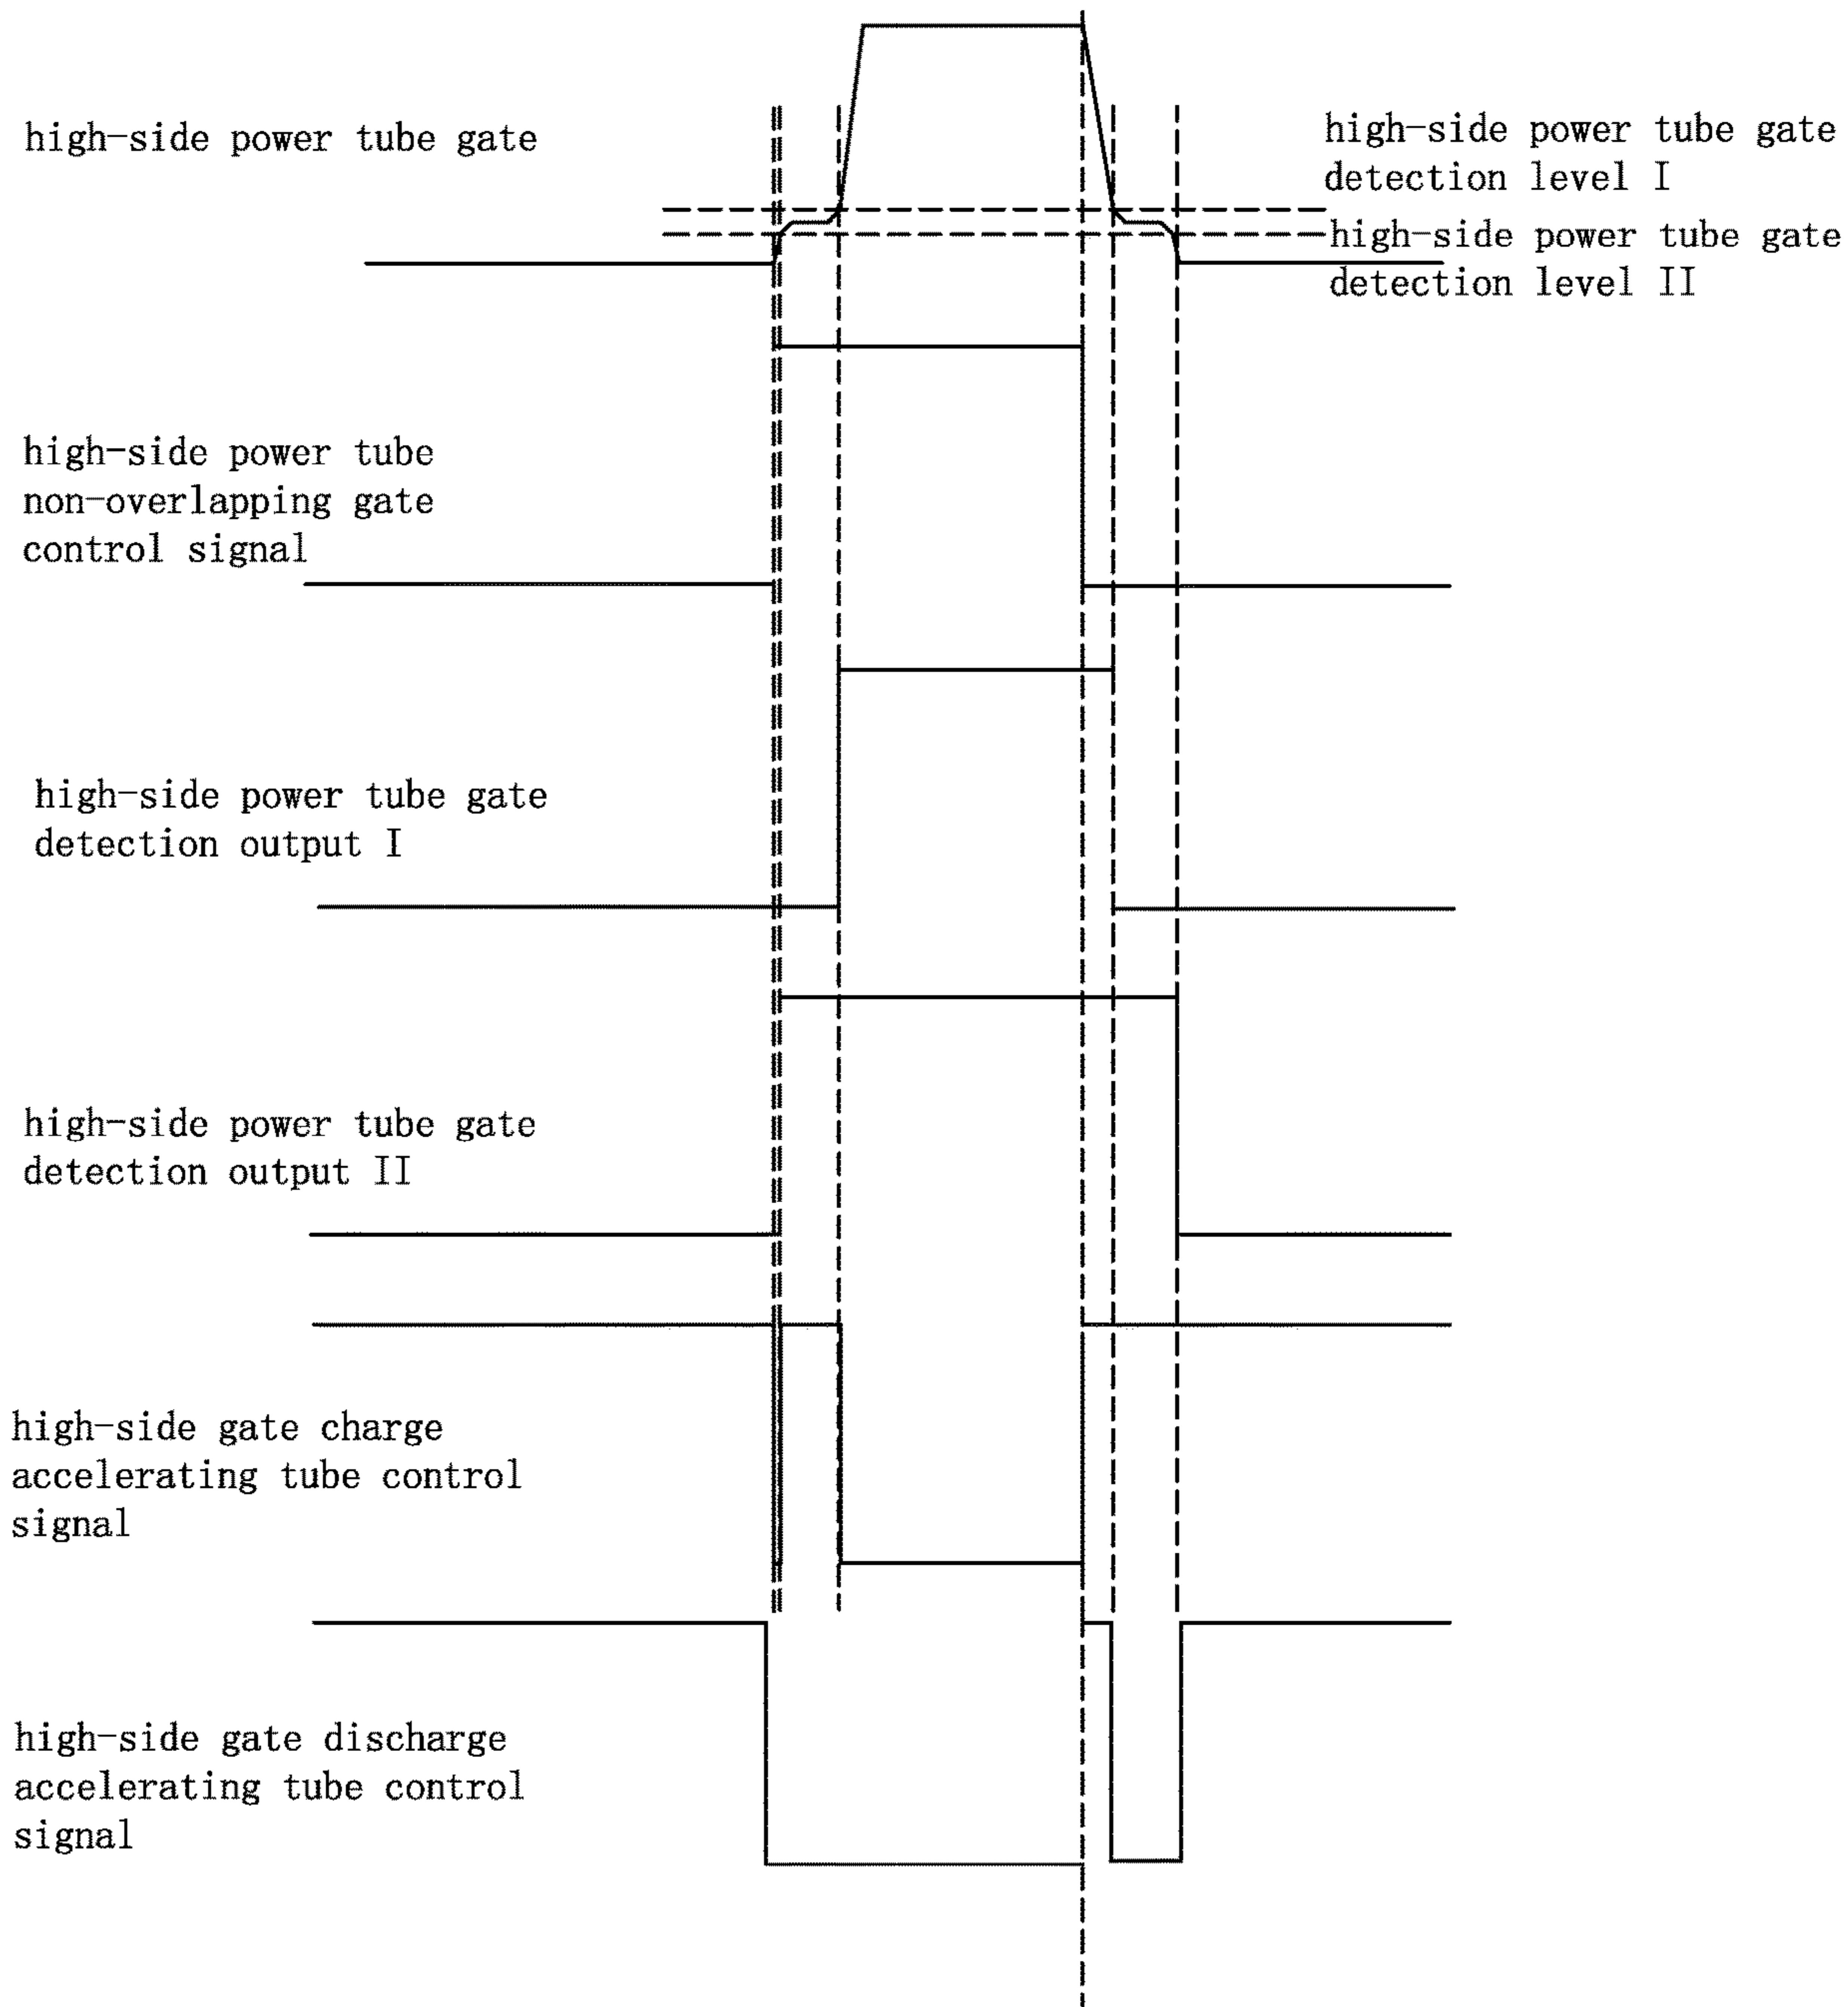 high-side power tube gate
high-side power tube gate
detection level I
high-side power tube gate
detection level II
high-side power tube
non-overlapping gate
control signal
high-side power tube gate
detection output I
high-side power tube gate
detection output II
high-side gate charge
accelerating tube control
signal
high-side gate discharge
accelerating tube control
signal